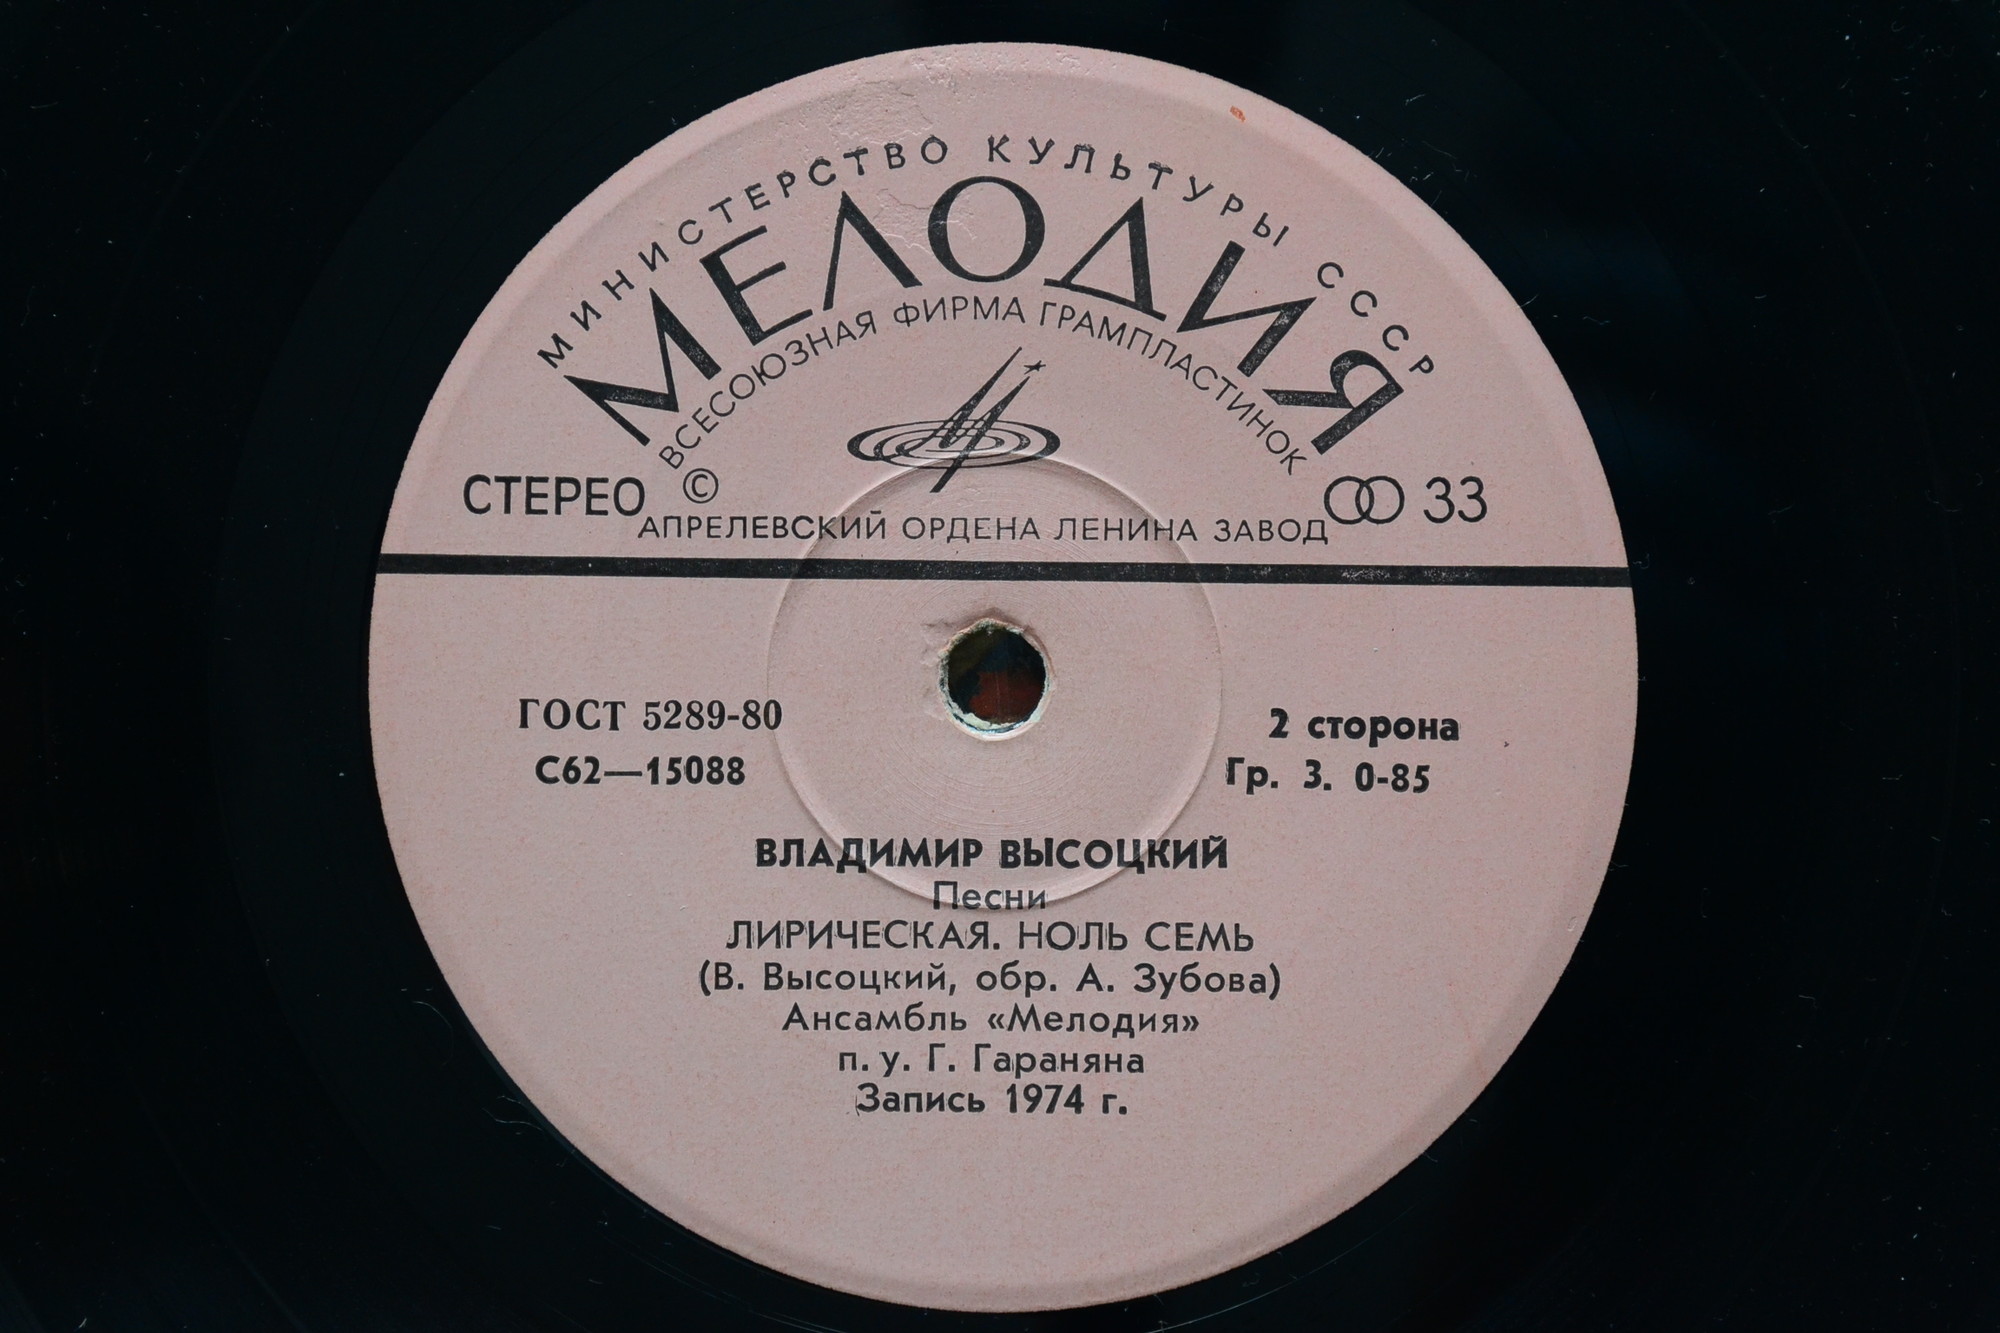 МИНИСТЕРСТВО КУЛЬТУРЫ СССР
МЕЛОДИЯ
ВСЕСОЮЗНАЯ ФИРМА ГРАМПЛАСТИНОК
СТЕРЕО © 33
АПРЕЛЕВСКИЙ ОРДЕНА ЛЕНИНА ЗАВОД
ГОСТ 5289-80
С62—15088
2 сторона
Гр. 3. 0-85
ВЛАДИМИР ВЫСОЦКИЙ
Песни
ЛИРИЧЕСКАЯ. НОЛЬ СЕМЬ
(В. Высоцкий, обр. А. Зубова)
Ансамбль «Мелодия»
п. у. Г. Гараняна
Запись 1974 г.